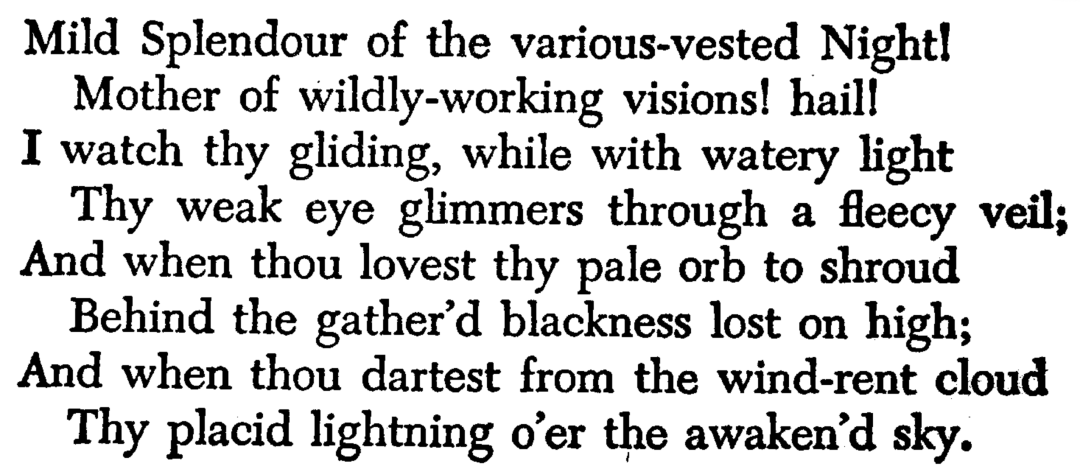 Mild Splendour of the various-vested Night!
Mother of wildly-working visions! hail!
I watch thy gliding, while with watery light
Thy weak eye glimmers through a fleecy veil;
And when thou lovest thy pale orb to shroud
Behind the gather'd blackness lost on high;
And when thou dartest from the wind-rent cloud
Thy placid lightning o'er the awaken'd sky.